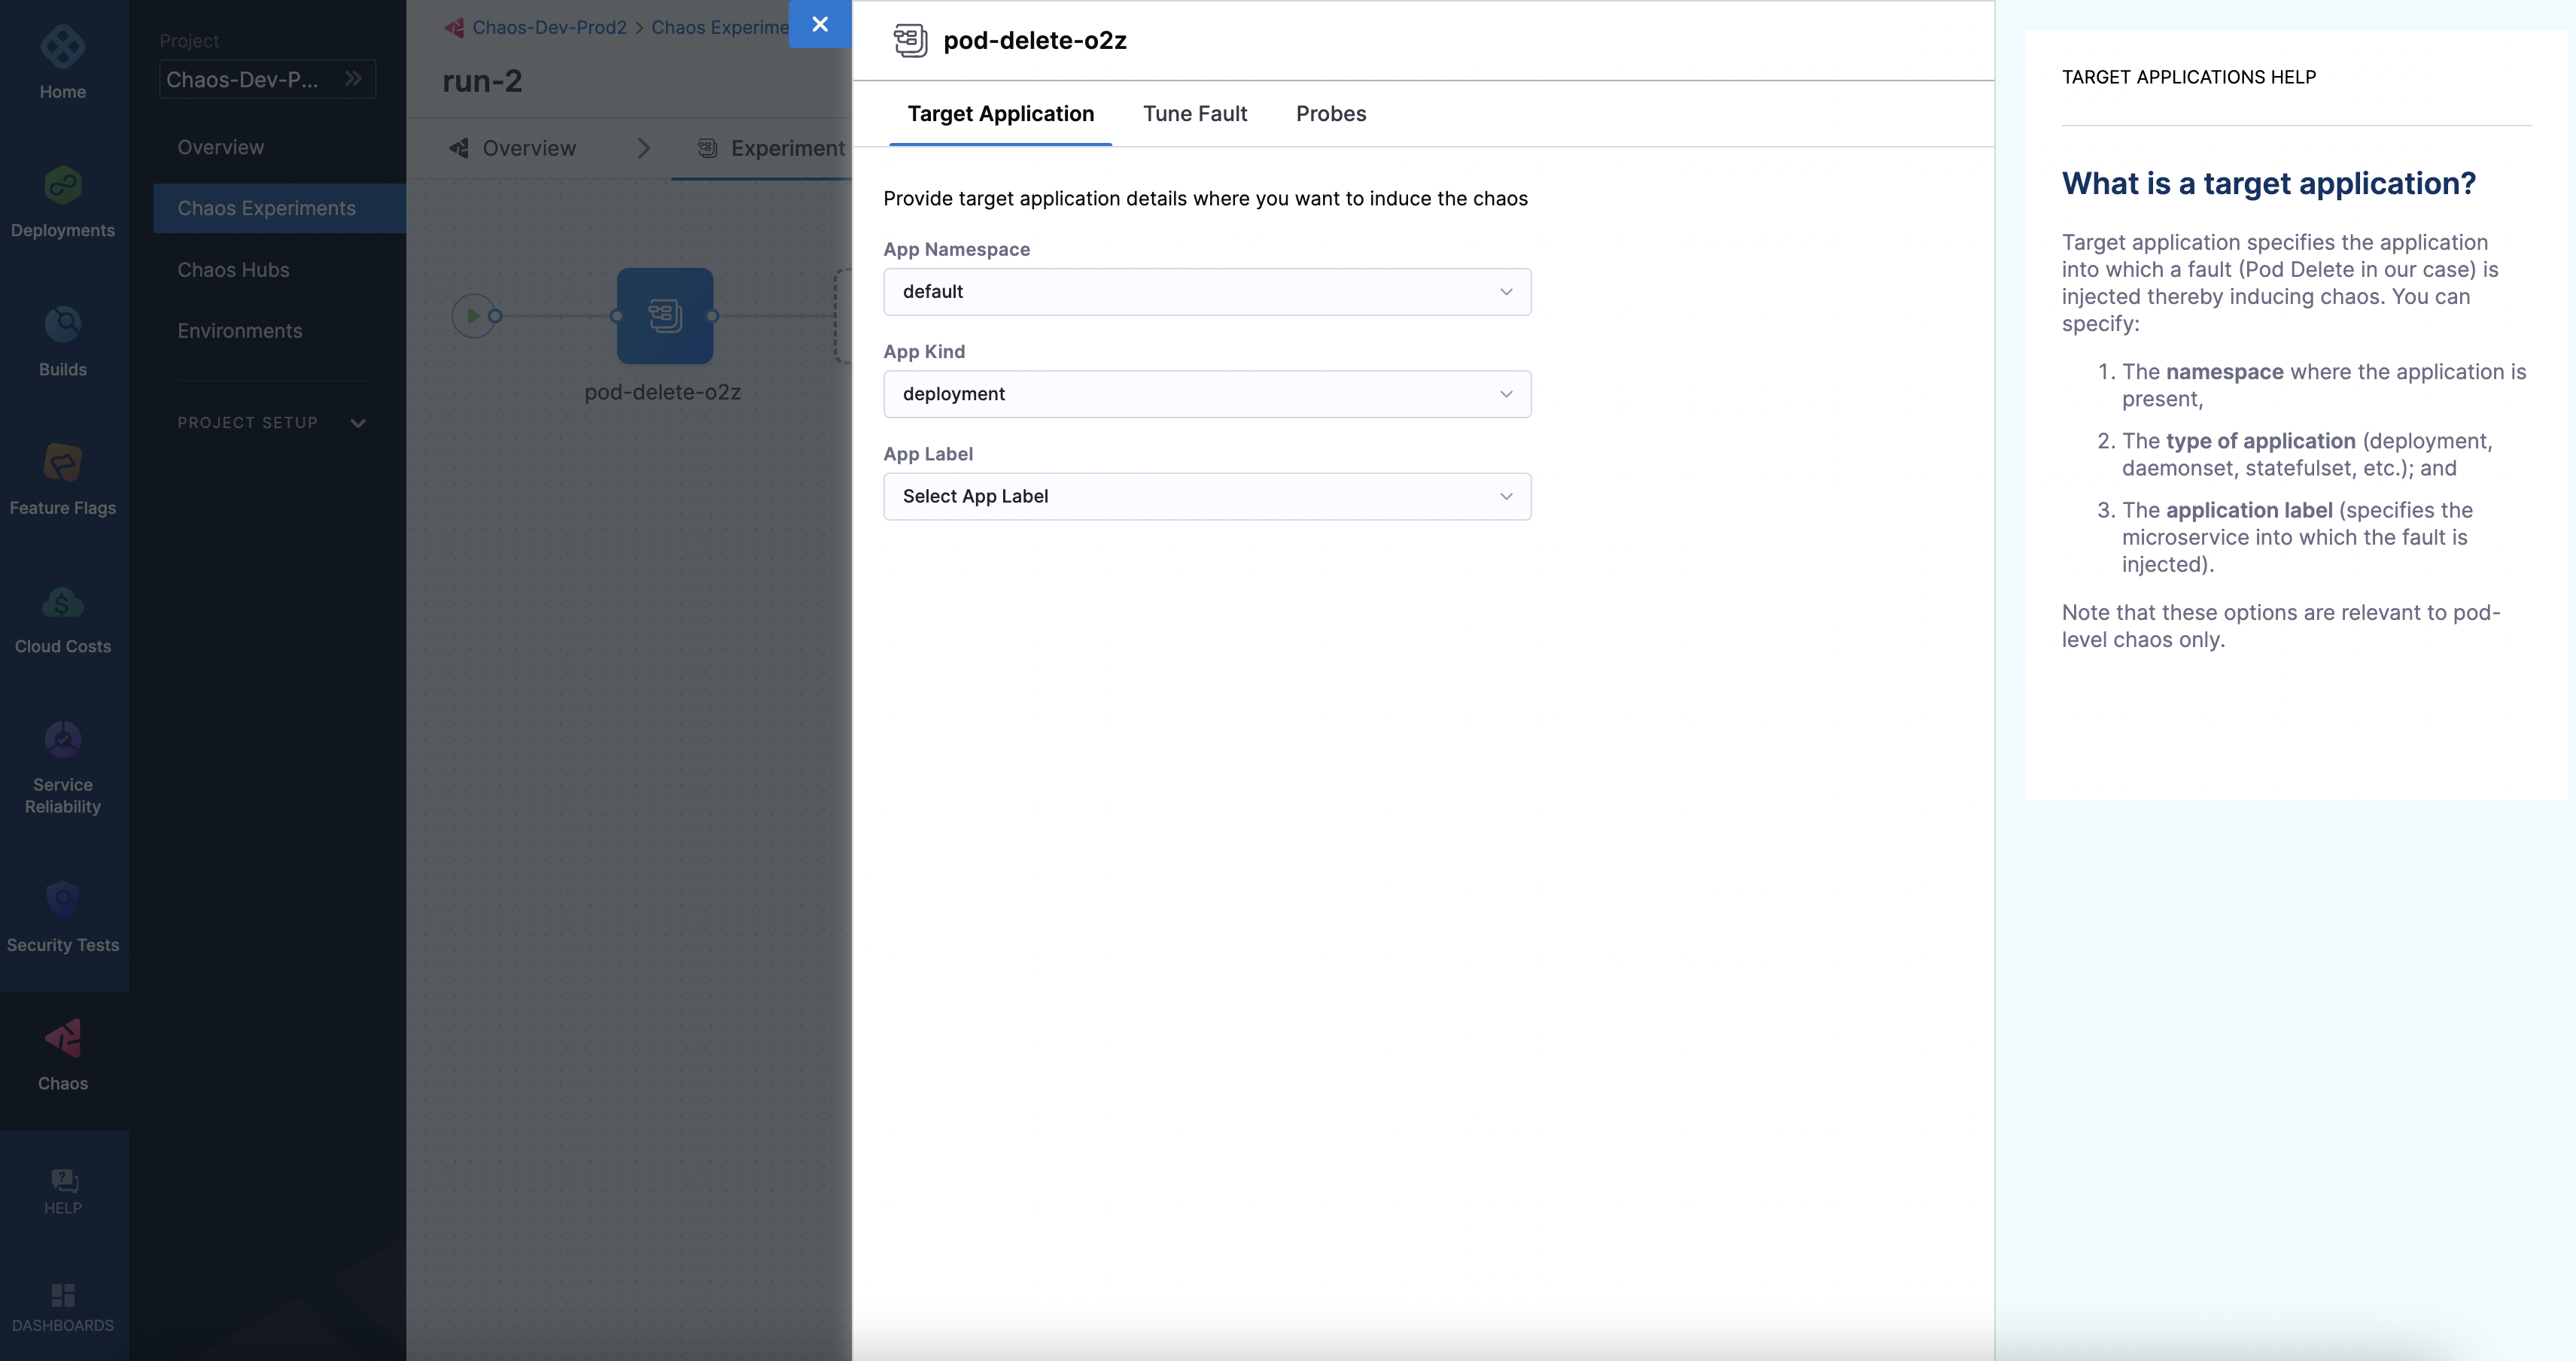 Home
Deployments
Builds
Feature Flags
Cloud Costs
Service
Reliability
Security Tests
Chaos
HELP
DASHBOARDS
Project
Chaos-Dev-P...
Overview
Chaos Experiments
Chaos Hubs
Environments
PROJECT SETUP
Chaos-Dev-Prod2 > Chaos Experime
run-2
Overview
Experiment
pod-delete-o2z
pod-delete-o2z
Target Application
Tune Fault
Probes
Provide target application details where you want to induce the chaos
App Namespace
default
App Kind
deployment
App Label
Select App Label
TARGET APPLICATIONS HELP
What is a target application?
Target application specifies the application
into which a fault (Pod Delete in our case) is
injected thereby inducing chaos. You can
specify:
1. The namespace where the application is
present,
2. The type of application (deployment,
daemonset, statefulset, etc.); and
3. The application label (specifies the
microservice into which the fault is
injected).
Note that these options are relevant to pod-
level chaos only.